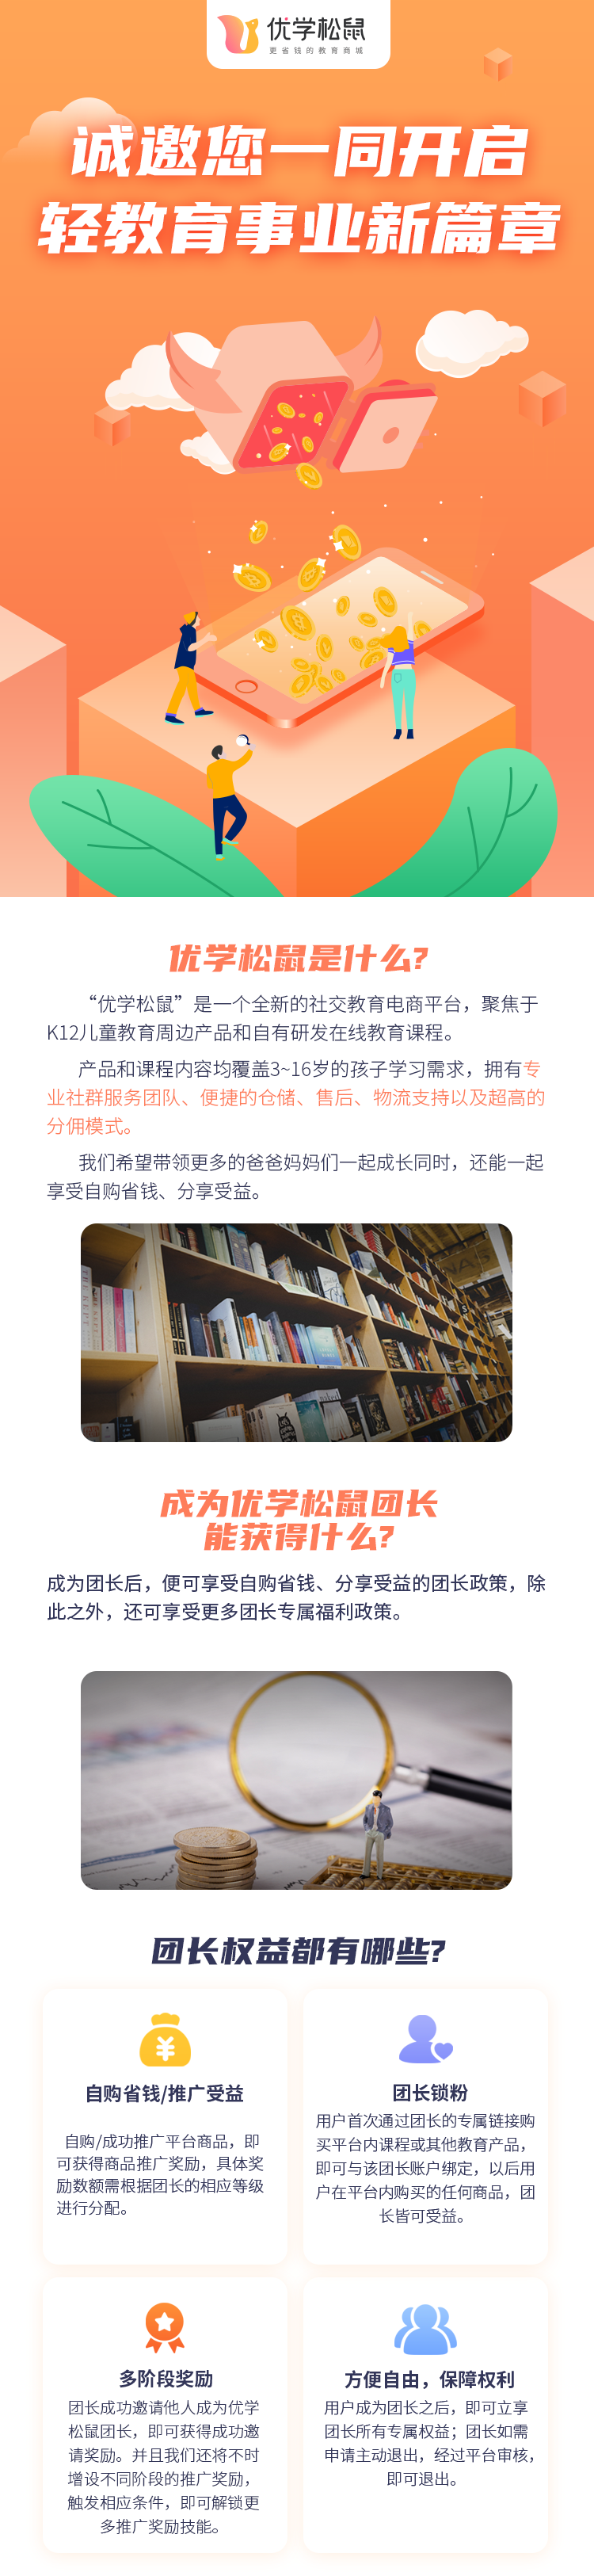 优学松鼠
更省钱的教育商城
诚邀您一同开启
轻教育事业新篇章
优学松鼠是什么?
“优学松鼠”是一个全新的社交教育电商平台，聚焦于
K12儿童教育周边产品和自有研发在线教育课程。
产品和课程内容均覆盖3~16岁的孩子学习需求，拥有专
业社群服务团队、便捷的仓储、售后、物流支持以及超高的
分佣模式。
我们希望带领更多的爸爸妈妈们一起成长同时，还能一起
享受自购省钱、分享受益。
成为优学松鼠团长
能获得什么?
成为团长后，便可享受自购省钱、分享受益的团长政策，除
此之外，还可享受更多团长专属福利政策。
团长权益都有哪些?
自购省钱/推广受益
自购/成功推广平台商品，即
可获得商品推广奖励，具体奖
励数额需根据团长的相应等级
进行分配。
团长锁粉
用户首次通过团长的专属链接购
买平台内课程或其他教育产品，
即可与该团长账户绑定，以后用
户在平台内购买的任何商品，团
长皆可受益。
多阶段奖励
团长成功邀请他人成为优学
松鼠团长，即可获得成功邀
请奖励。并且我们还将不时
增设不同阶段的推广奖励，
触发相应条件，即可解锁更
多推广奖励技能。
方便自由，保障权利
用户成为团长之后，即可立享
团长所有专属权益；团长如需
申请主动退出，经过平台审核，
即可退出。